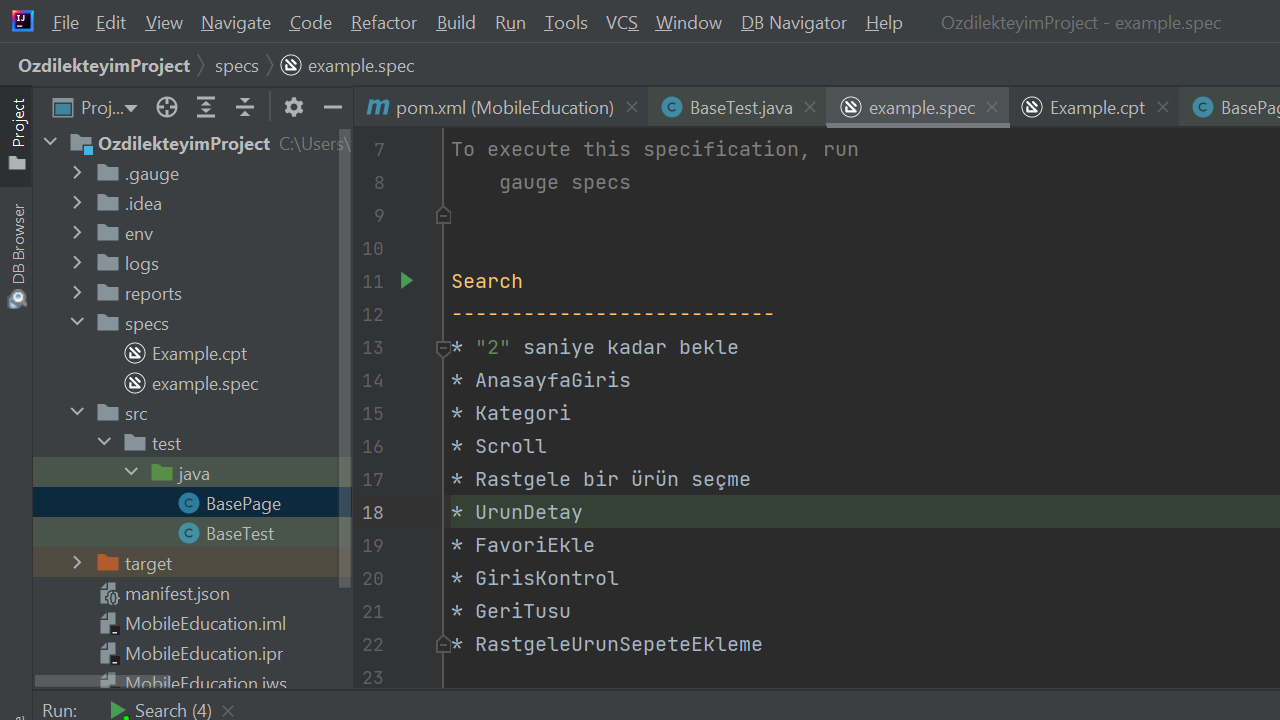 File Edit View Navigate Code Refactor Build Run Tools VCS Window DB Navigator Help OzdilekteyimProject - example.spec
OzdilekteyimProject specs example.spec
Project
DB Browser
Proj...
OzdilekteyimProject C:\Users\
.gauge
.idea
env
logs
reports
specs
Example.cpt
example.spec
src
test
java
BasePage
BaseTest
target
manifest.json
MobileEducation.iml
MobileEducation.ipr
MobileEducation.iws
pom.xml (MobileEducation) BaseTest.java example.spec Example.cpt BasePag
7 To execute this specification, run
8 gauge specs
9
10
11 Search
12 ---------------------------
13 * "2" saniye kadar bekle
14 * AnasayfaGiris
15 * Kategori
16 * Scroll
17 * Rastgele bir ürün seçme
18 * UrunDetay
19 * FavoriEkle
20 * GirisKontrol
21 * GeriTusu
22 * RastgeleUrunSepeteEkleme
23
Run: Search (4)